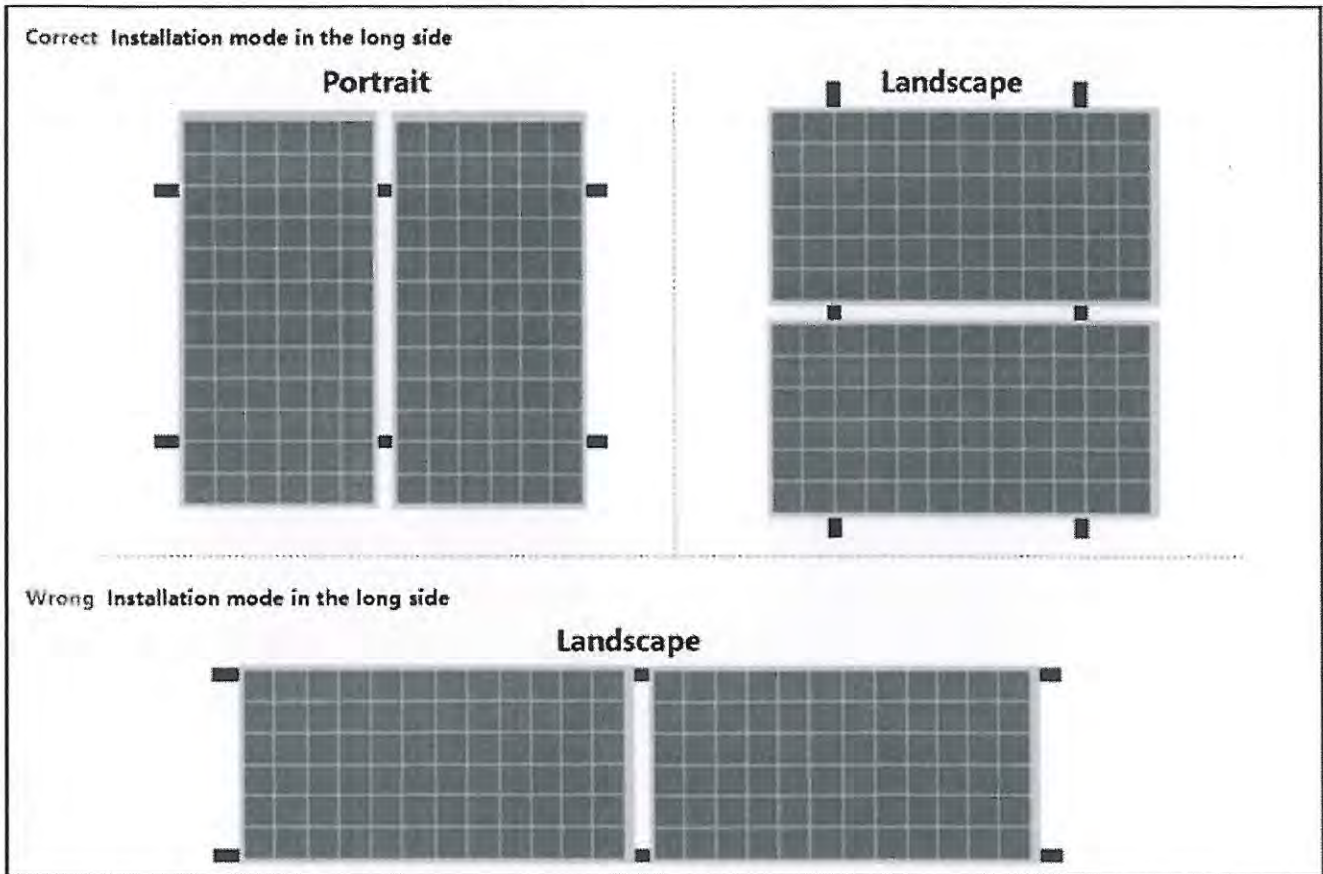 Correct Installation mode in the long side
Portrait
Landscape
Wrong Installation mode in the long side
Landscape